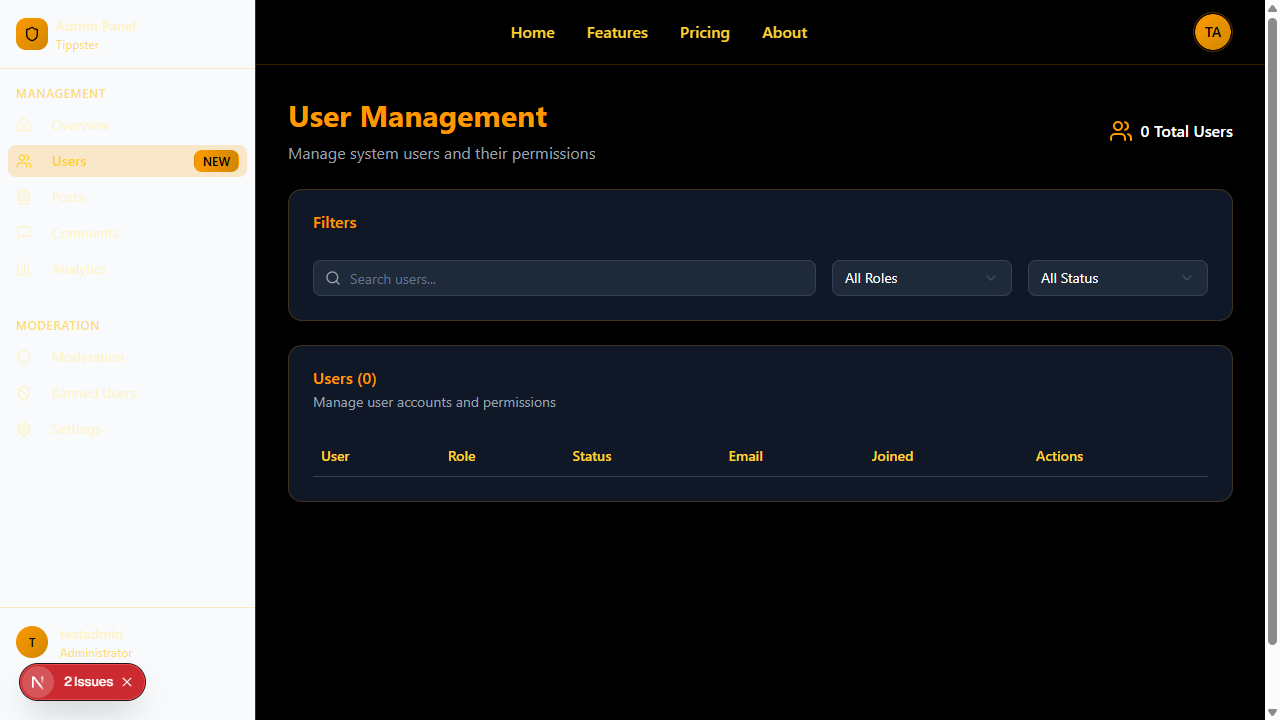 Admin Panel
Tippster
MANAGEMENT
Overview
Users NEW
Posts
Comments
Analytics
MODERATION
Moderation
Banned Users
Settings
T
testadmin
Administrator
N 2 Issues
Home Features Pricing About
TA
User Management
Manage system users and their permissions
0 Total Users
Filters
Search users...
All Roles
All Status
Users (0)
Manage user accounts and permissions
User Role Status Email Joined Actions